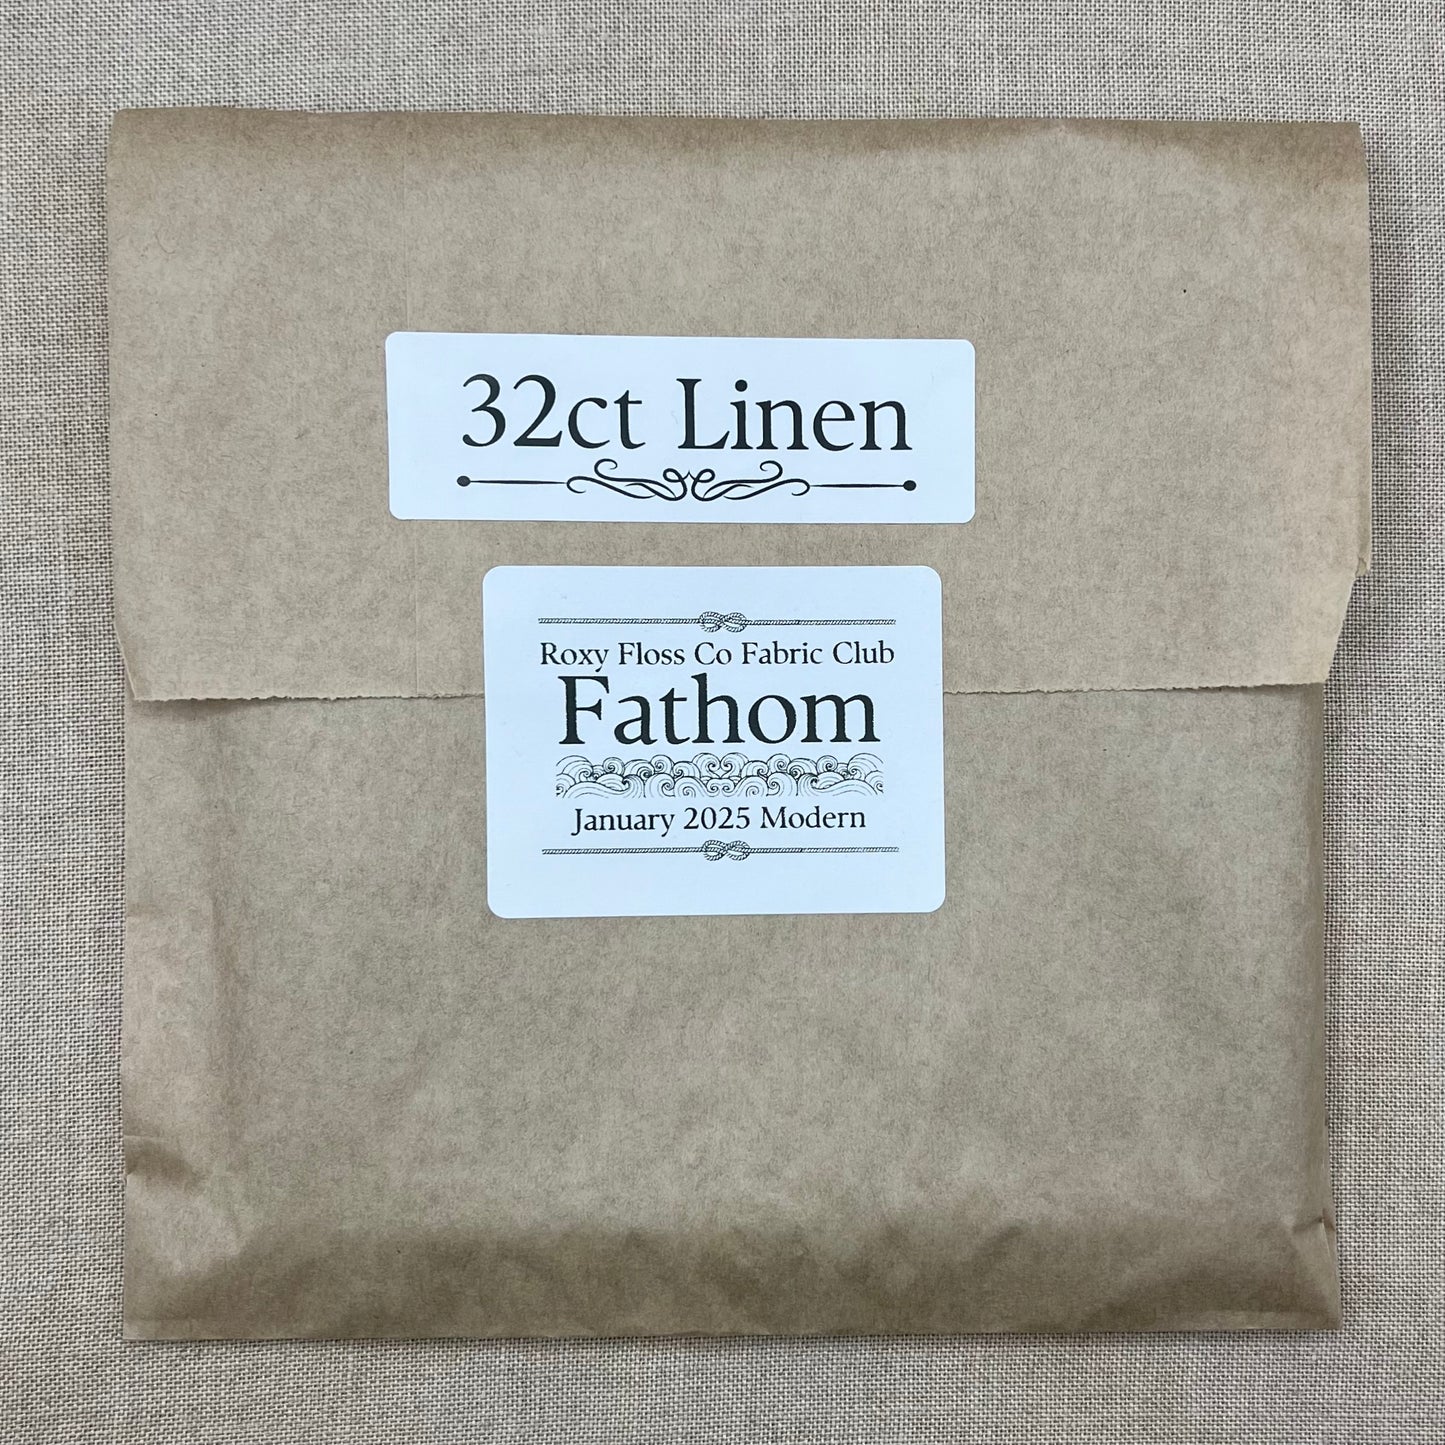 32ct Linen
Roxy Floss Co Fabric Club
Fathom
January 2025 Modern